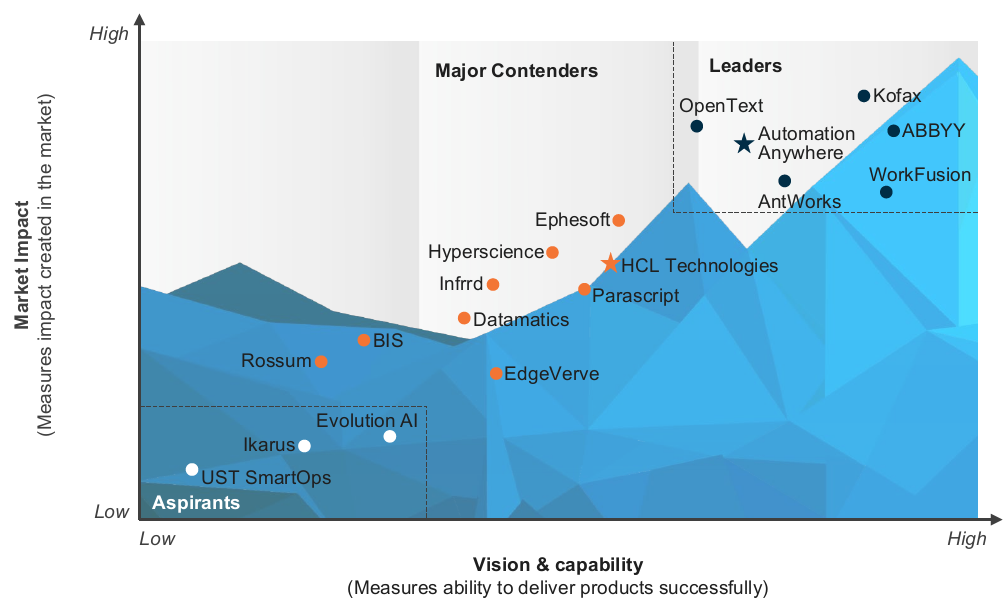 High
Major Contenders
Leaders
OpenText
Kofax
Automation
Anywhere
ABBYY
WorkFusion
AntWorks
Ephesoft
Hyperscience
HCL Technologies
Infrrd
Parascript
Datamatics
BIS
Rossum
EdgeVerve
Evolution AI
Ikarus
UST SmartOps
Aspirants
Market Impact
(Measures impact created in the market)
Low
Low
High
Vision & capability
(Measures ability to deliver products successfully)